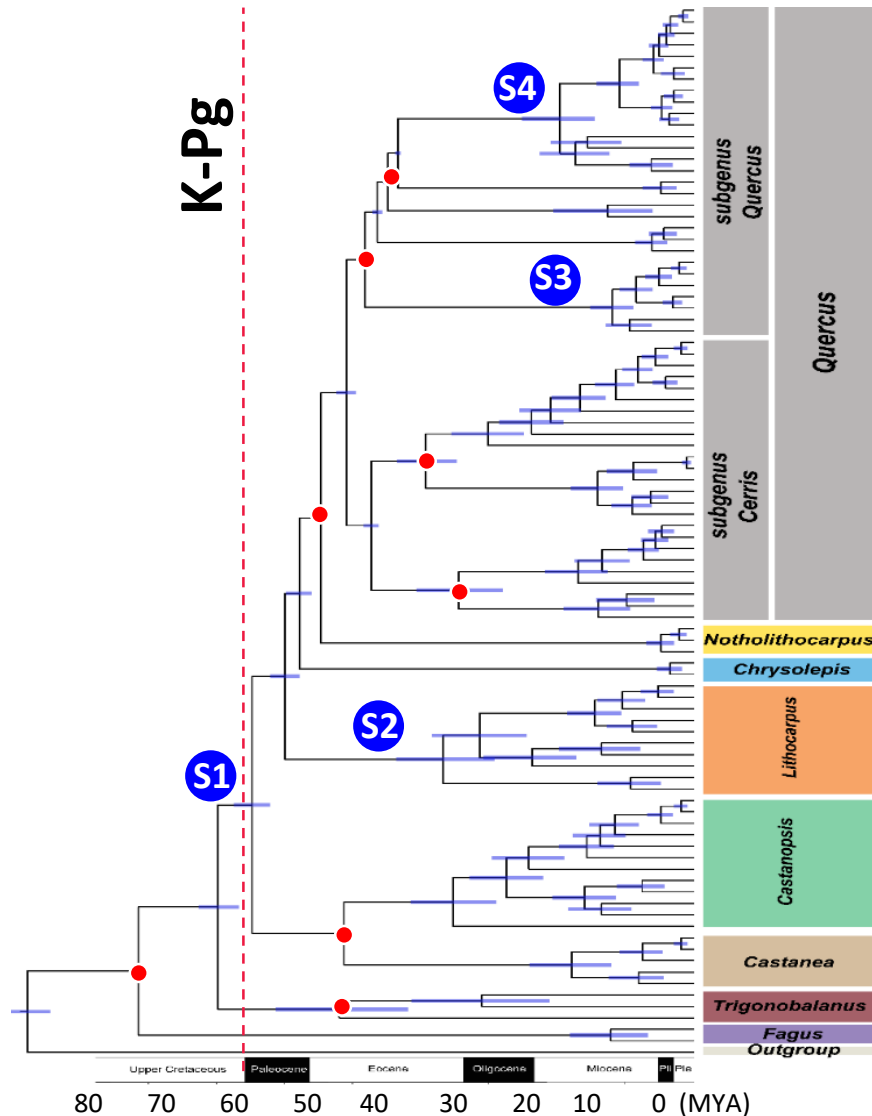 K-Pg
S4
subgenus
Quercus
Quercus
S3
subgenus
Cerris
Notholithocarpus
Chrysolepis
S2
Lithocarpus
S1
Castanopsis
Castanea
Trigonobalanus
Fagus
Outgroup
Upper Cretaceous Paleocene Eocene Oligocene Miocene Pli Ple
80 70 60 50 40 30 20 10 0 (MYA)